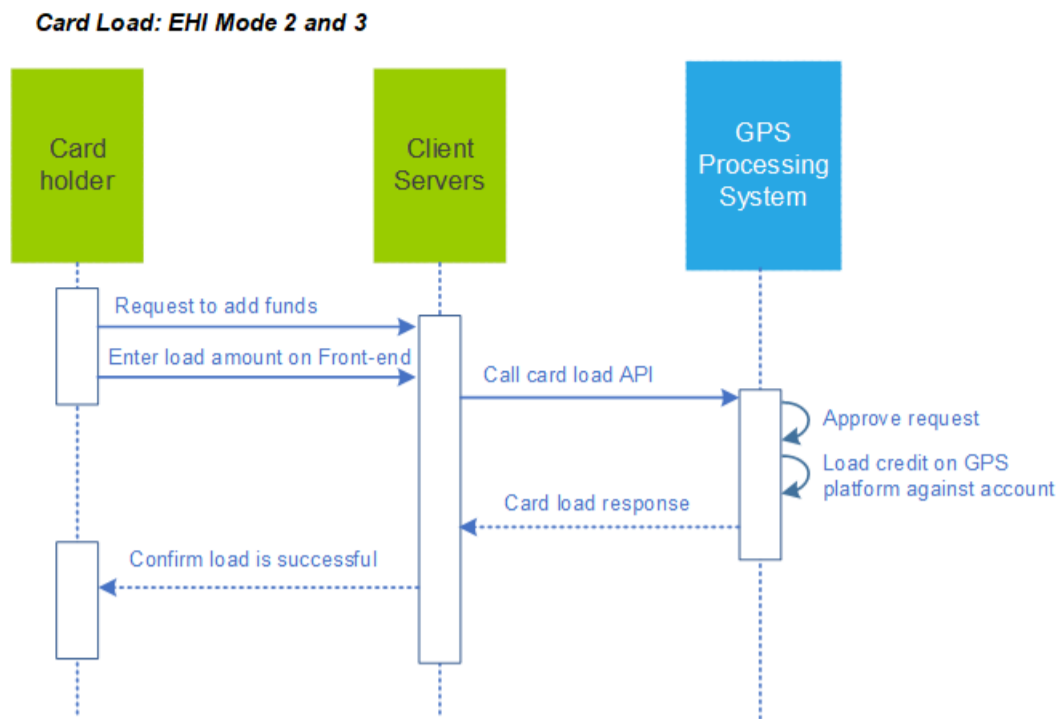 Card Load: EHI Mode 2 and 3
Card
holder
Client
Servers
GPS
Processing
System
Request to add funds
Enter load amount on Front-end
Call card load API
Approve request
Load credit on GPS
platform against account
Card load response
Confirm load is successful